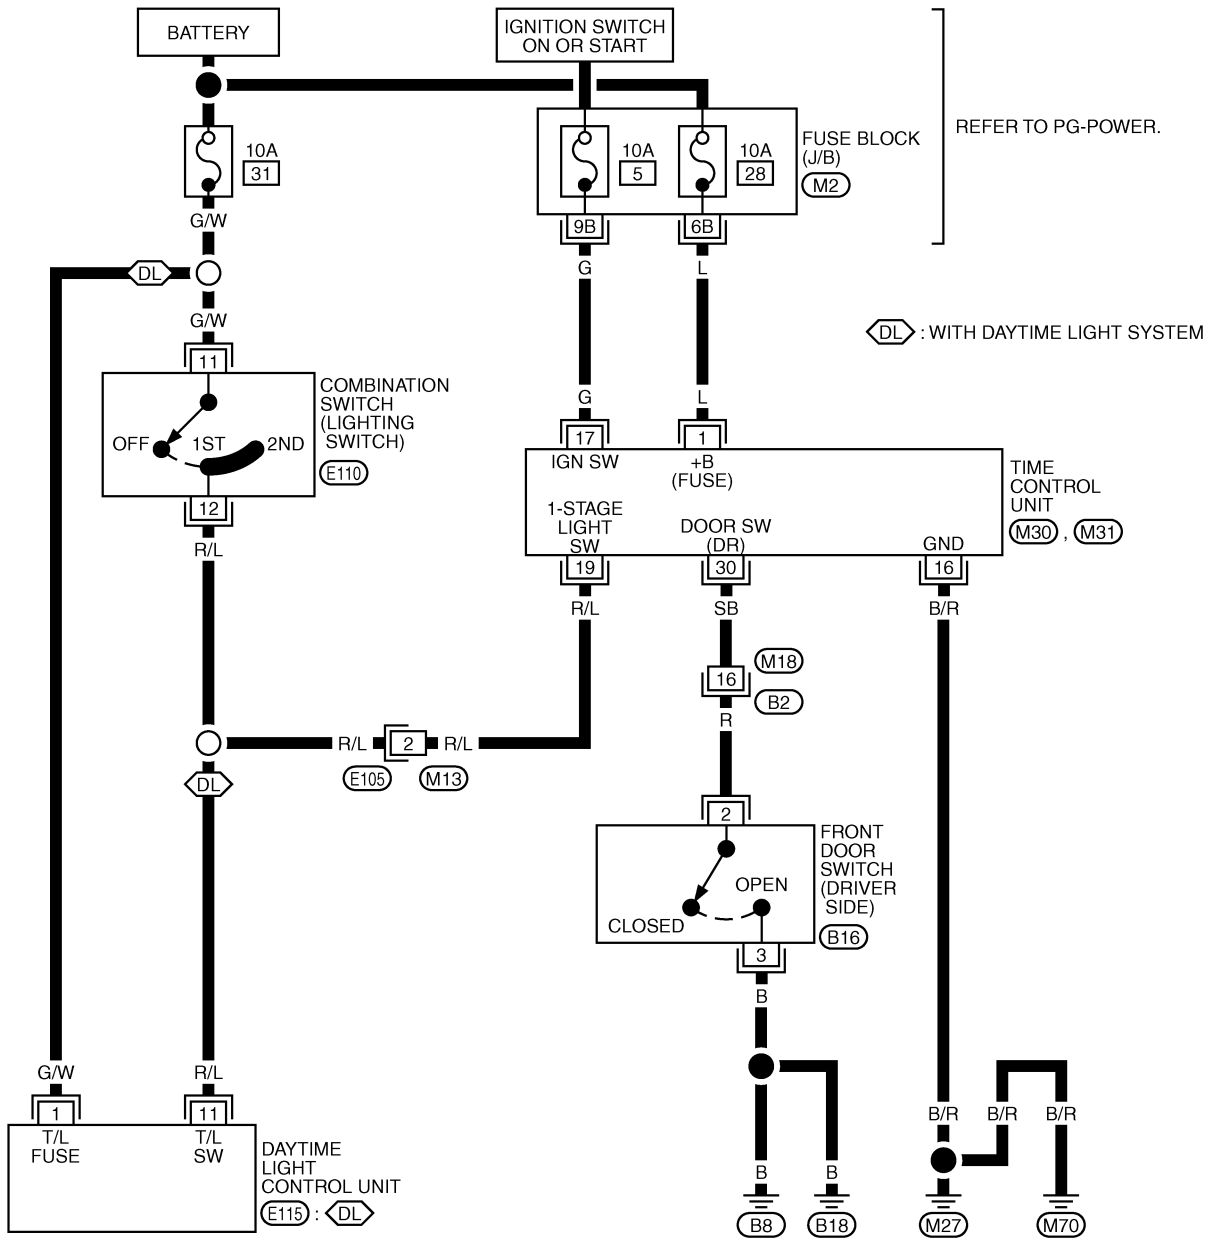 BATTERY
IGNITION SWITCH
ON OR START
REFER TO PG-POWER.
10A
31
10A
5
10A
28
FUSE BLOCK
(J/B)
M2
G/W
9B
6B
G
L
DL
G/W
DL : WITH DAYTIME LIGHT SYSTEM
11
G
L
COMBINATION
SWITCH
(LIGHTING
SWITCH)
E110
OFF
1ST
2ND
12
R/L
17
1
IGN SW
+B
(FUSE)
1-STAGE
LIGHT
SW
DOOR SW
(DR)
GND
TIME
CONTROL
UNIT
M30 , M31
19
30
16
R/L
SB
B/R
M18
16
B2
R
R/L
2
R/L
E105
M13
DL
2
OPEN
CLOSED
FRONT
DOOR
SWITCH
(DRIVER
SIDE)
B16
3
B
G/W
R/L
1
11
T/L
FUSE
T/L
SW
DAYTIME
LIGHT
CONTROL UNIT
E115 : DL
B/R
B/R
B/R
B
B
B8
B18
M27
M70